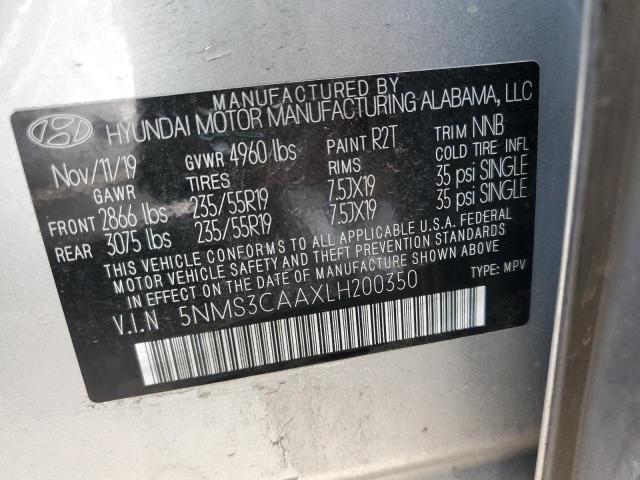 MANUFACTURED BY
HYUNDAI MOTOR MANUFACTURING ALABAMA, LLC
Nov/11/19 GVWR 4960 lbs PAINT R2T TRIM NNB
GAWR TIRES RIMS COLD TIRE INFL
FRONT 2866 lbs 235/55R19 7.5JX19 35 psi SINGLE
REAR 3075 lbs 235/55R19 7.5JX19 35 psi SINGLE
THIS VEHICLE CONFORMS TO ALL APPLICABLE U.S.A. FEDERAL
MOTOR VEHICLE SAFETY AND THEFT PREVENTION STANDARDS
IN EFFECT ON THE DATE OF MANUFACTURE SHOWN ABOVE.
V.I.N 5NMS3CAAXLH200350 TYPE: MPV